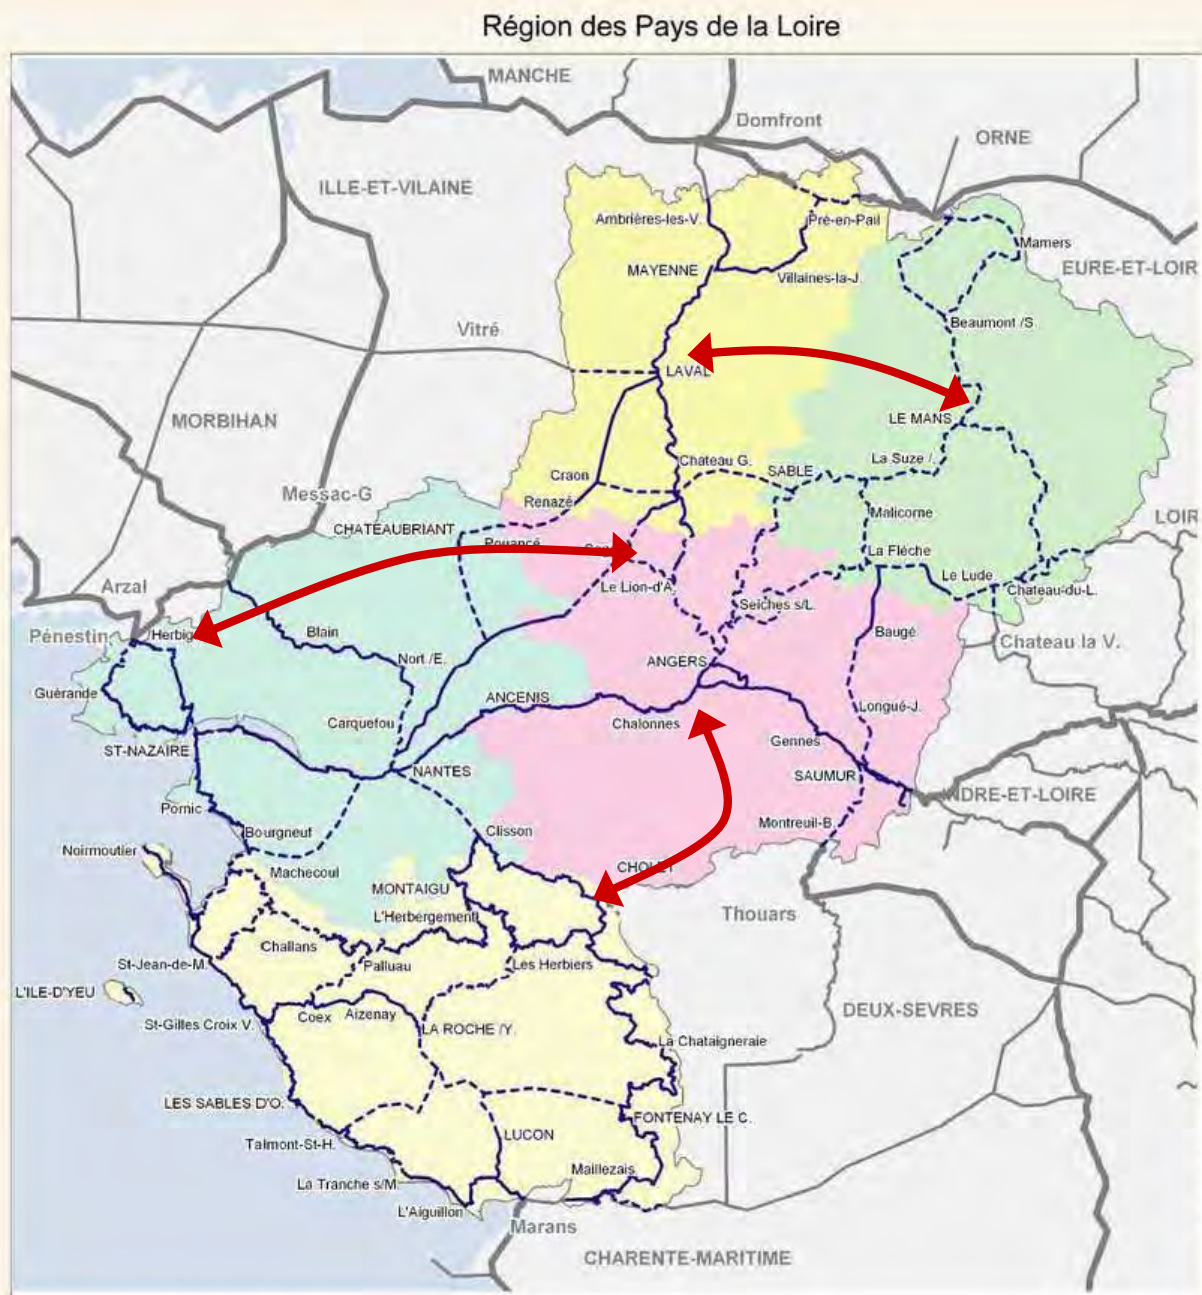 Région des Pays de la Loire
MANCHE
Domfront
ORNE
ILLE-ET-VILAINE
Ambrières-les-V.
Pré-en-Pail
Mamers
MAYENNE
Villaines-la-J.
EURE-ET-LOIR
Vitré
Beaumont /S
LAVAL
MORBIHAN
LE MANS
Chateau G.
SABLE
La Suze /.
Craon
Messac-G
Renazé
CHATEAUBRIANT
Malicorne
LOIR
Pouancé
La Fléche
Arzal
Le Lion-d'A.
Le Lude
Chateau-du-L.
Seiches s/L.
Pénestin
Herbig
Blain
Baugé
Chateau la V.
Nort /E.
ANGERS
Guérande
ANCENIS
Longué-J.
Carquefou
Chalonnes
ST-NAZAIRE
Gennes
NANTES
SAUMUR
INDRE-ET-LOIRE
Pornic
Bourgneuf
Clisson
Montreuil-B.
Noirmoutier
Machecoul
CHOLET
MONTAIGU
L'Herbergement
Thouars
Challans
St-Jean-de-M.
Palluau
Les Herbiers
L'ILE-D'YEU
DEUX-SEVRES
St-Gilles Croix V.
Coex
Aizenay
LA ROCHE /Y.
La Chataigneraie
LES SABLES D'O.
FONTENAY LE C.
Talmont-St-H.
LUCON
Maillezais
La Tranche s/M
L'Aiguillon
Marans
CHARENTE-MARITIME